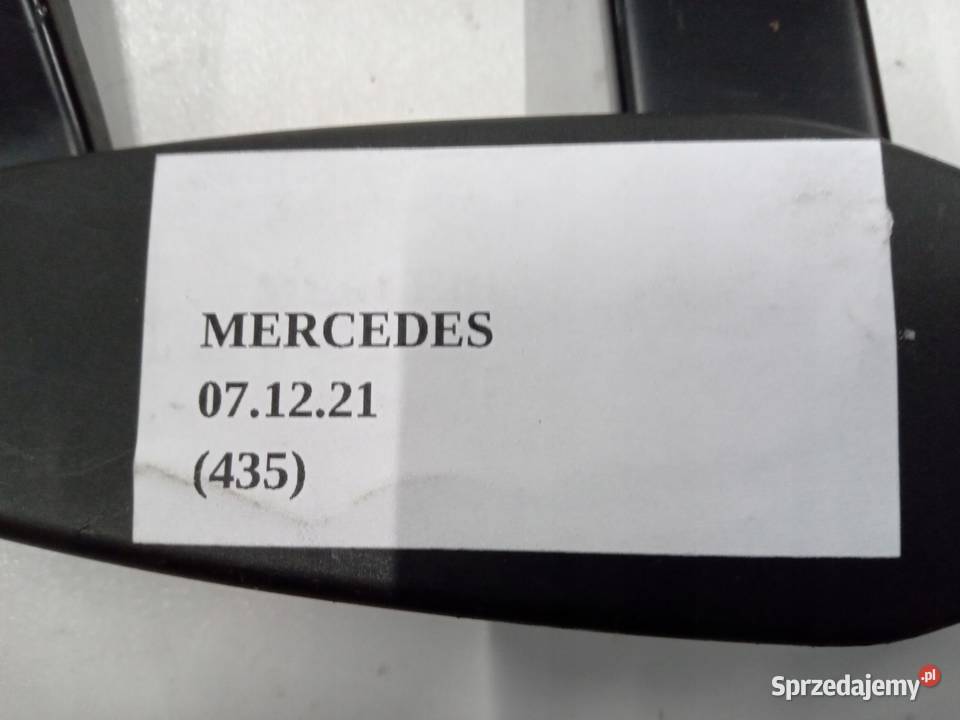 MERCEDES
07.12.21
(435)
Sprzedajemy.pl